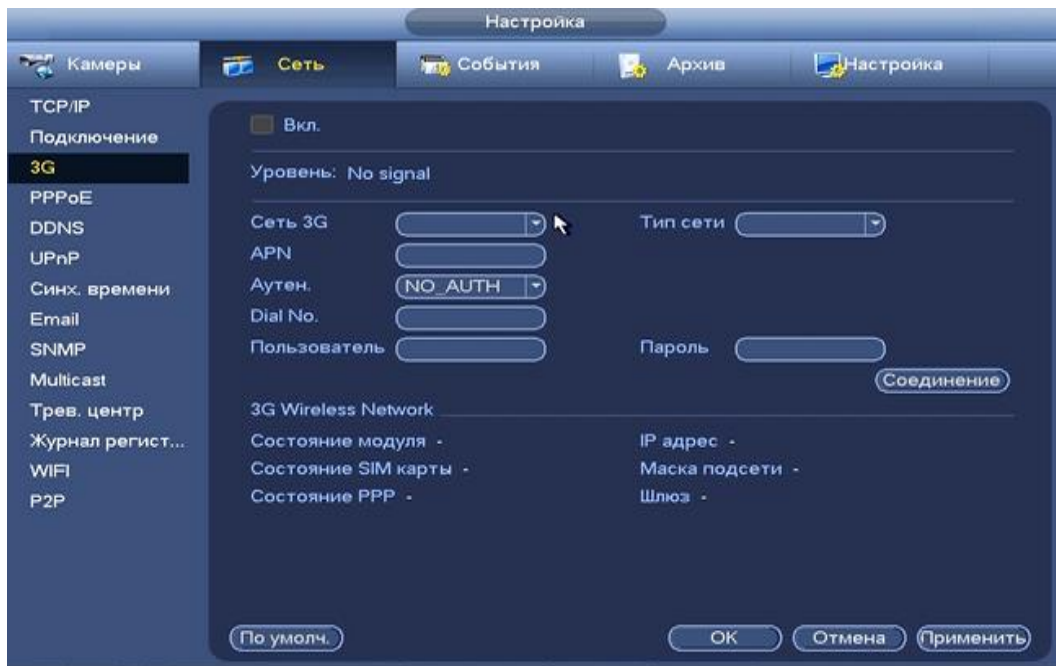 Настройка
Камеры Сеть События Архив Настройка
TCP/IP
Подключение
3G
PPPoE
DDNS
UPnP
Синх. времени
Email
SNMP
Multicast
Трев. центр
Журнал регист...
WIFI
P2P
Вкл.
Уровень: No signal
Сеть 3G Тип сети
APN
Аутен. NO_AUTH
Dial No.
Пользователь Пароль
Соединение
3G Wireless Network
Состояние модуля - IP адрес -
Состояние SIM карты - Маска подсети -
Состояние PPP - Шлюз -
По умолч. OK Отмена Применить